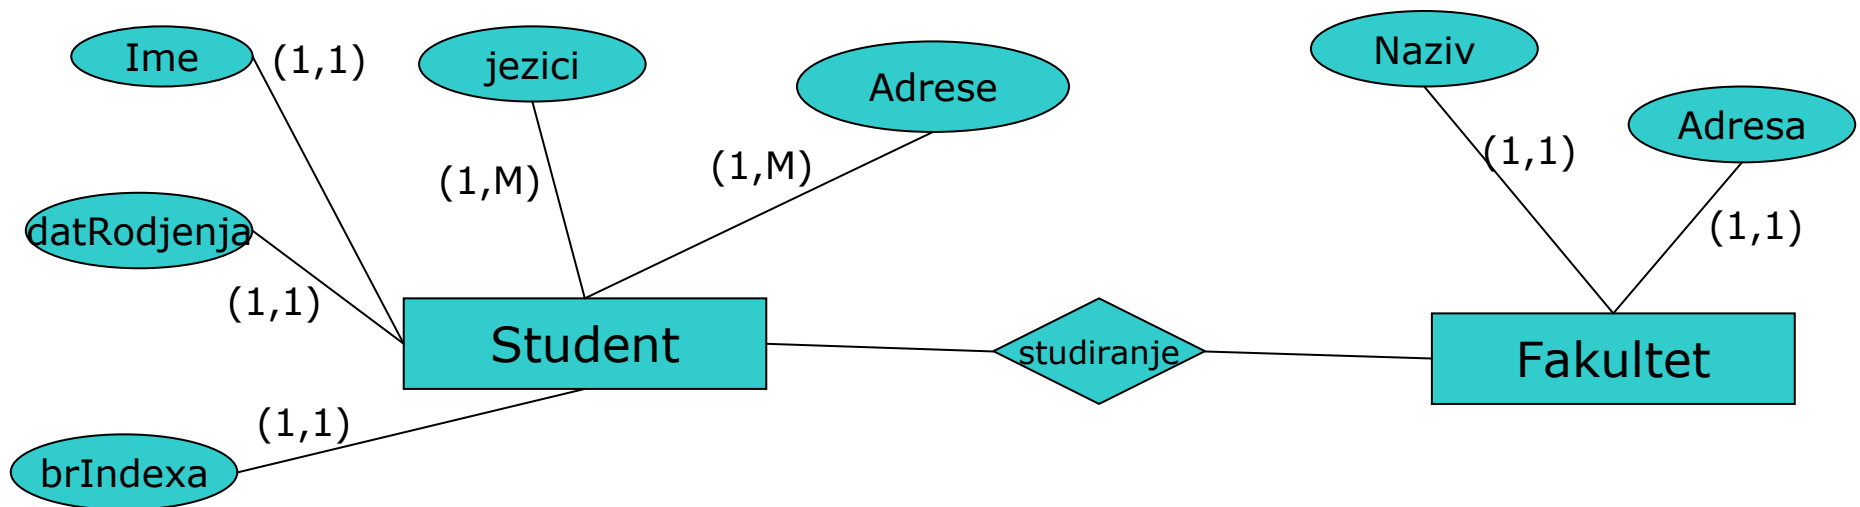 Ime
(1,1)
jezici
(1,M)
Adrese
(1,M)
Naziv
(1,1)
Adresa
(1,1)
datRodjenja
(1,1)
Student
studiranje
Fakultet
brIndexa
(1,1)